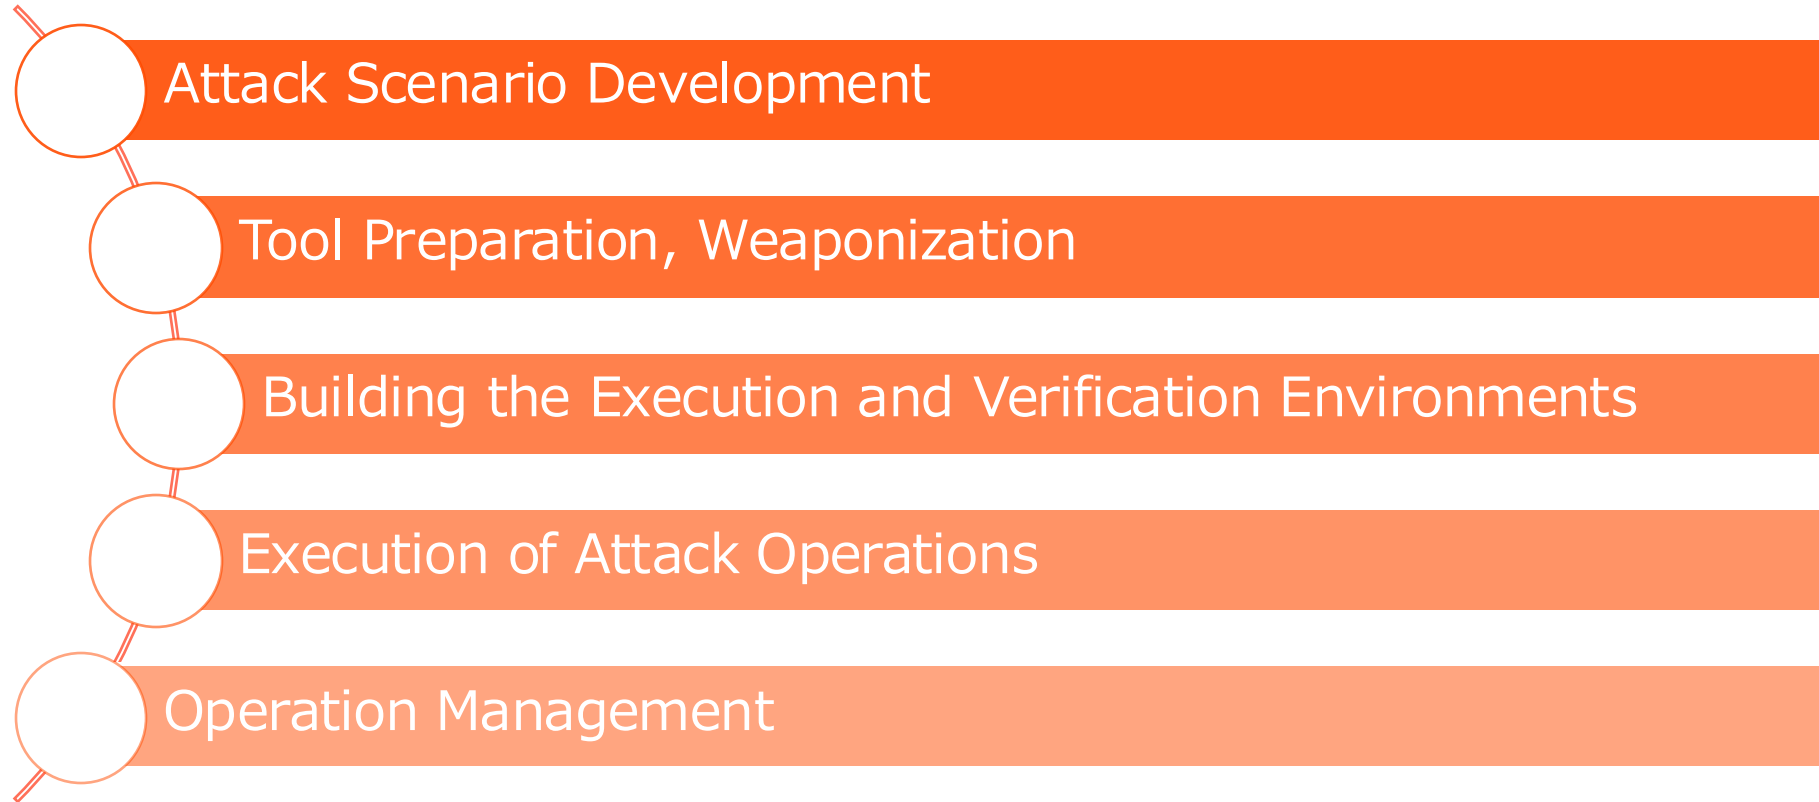 Attack Scenario Development
Tool Preparation, Weaponization
Building the Execution and Verification Environments
Execution of Attack Operations
Operation Management